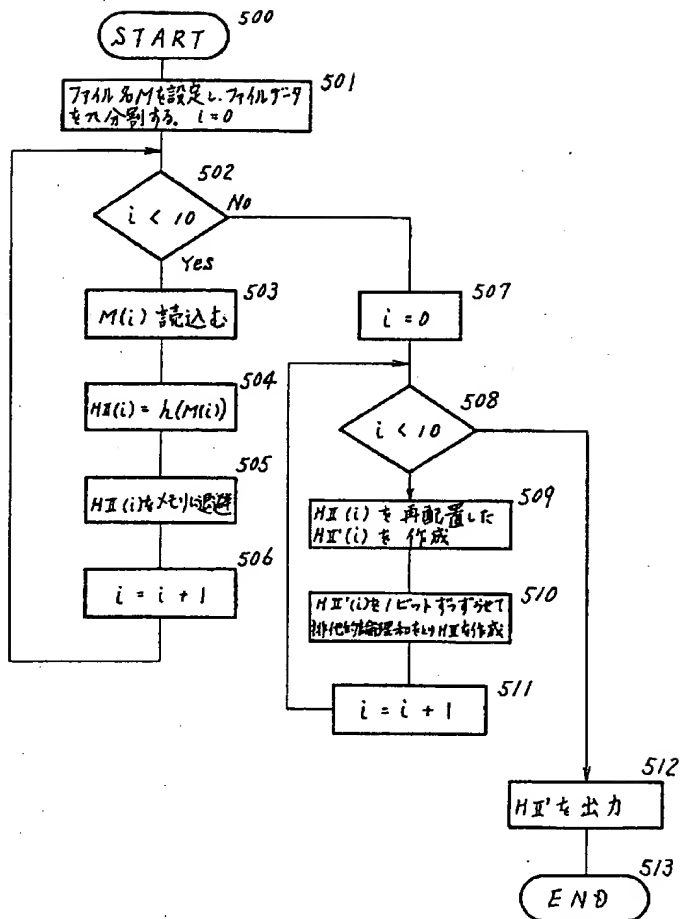 500
START
501
ファイル名Mを設定し、ファイルデータ
をn分割する。 i=0
502
i < 10
No
Yes
503
M(i) 読込む
504
HII(i) = h(M(i))
505
HII(i)をメモリに退避
506
i = i + 1
507
i = 0
508
i < 10
509
HII(i) を 再配置した
HII'(i) を 作成
510
HII'(i)を1ビットずつずらせて
排他的論理和をとりHIIを作成
511
i = i + 1
512
HII'を出力
513
END